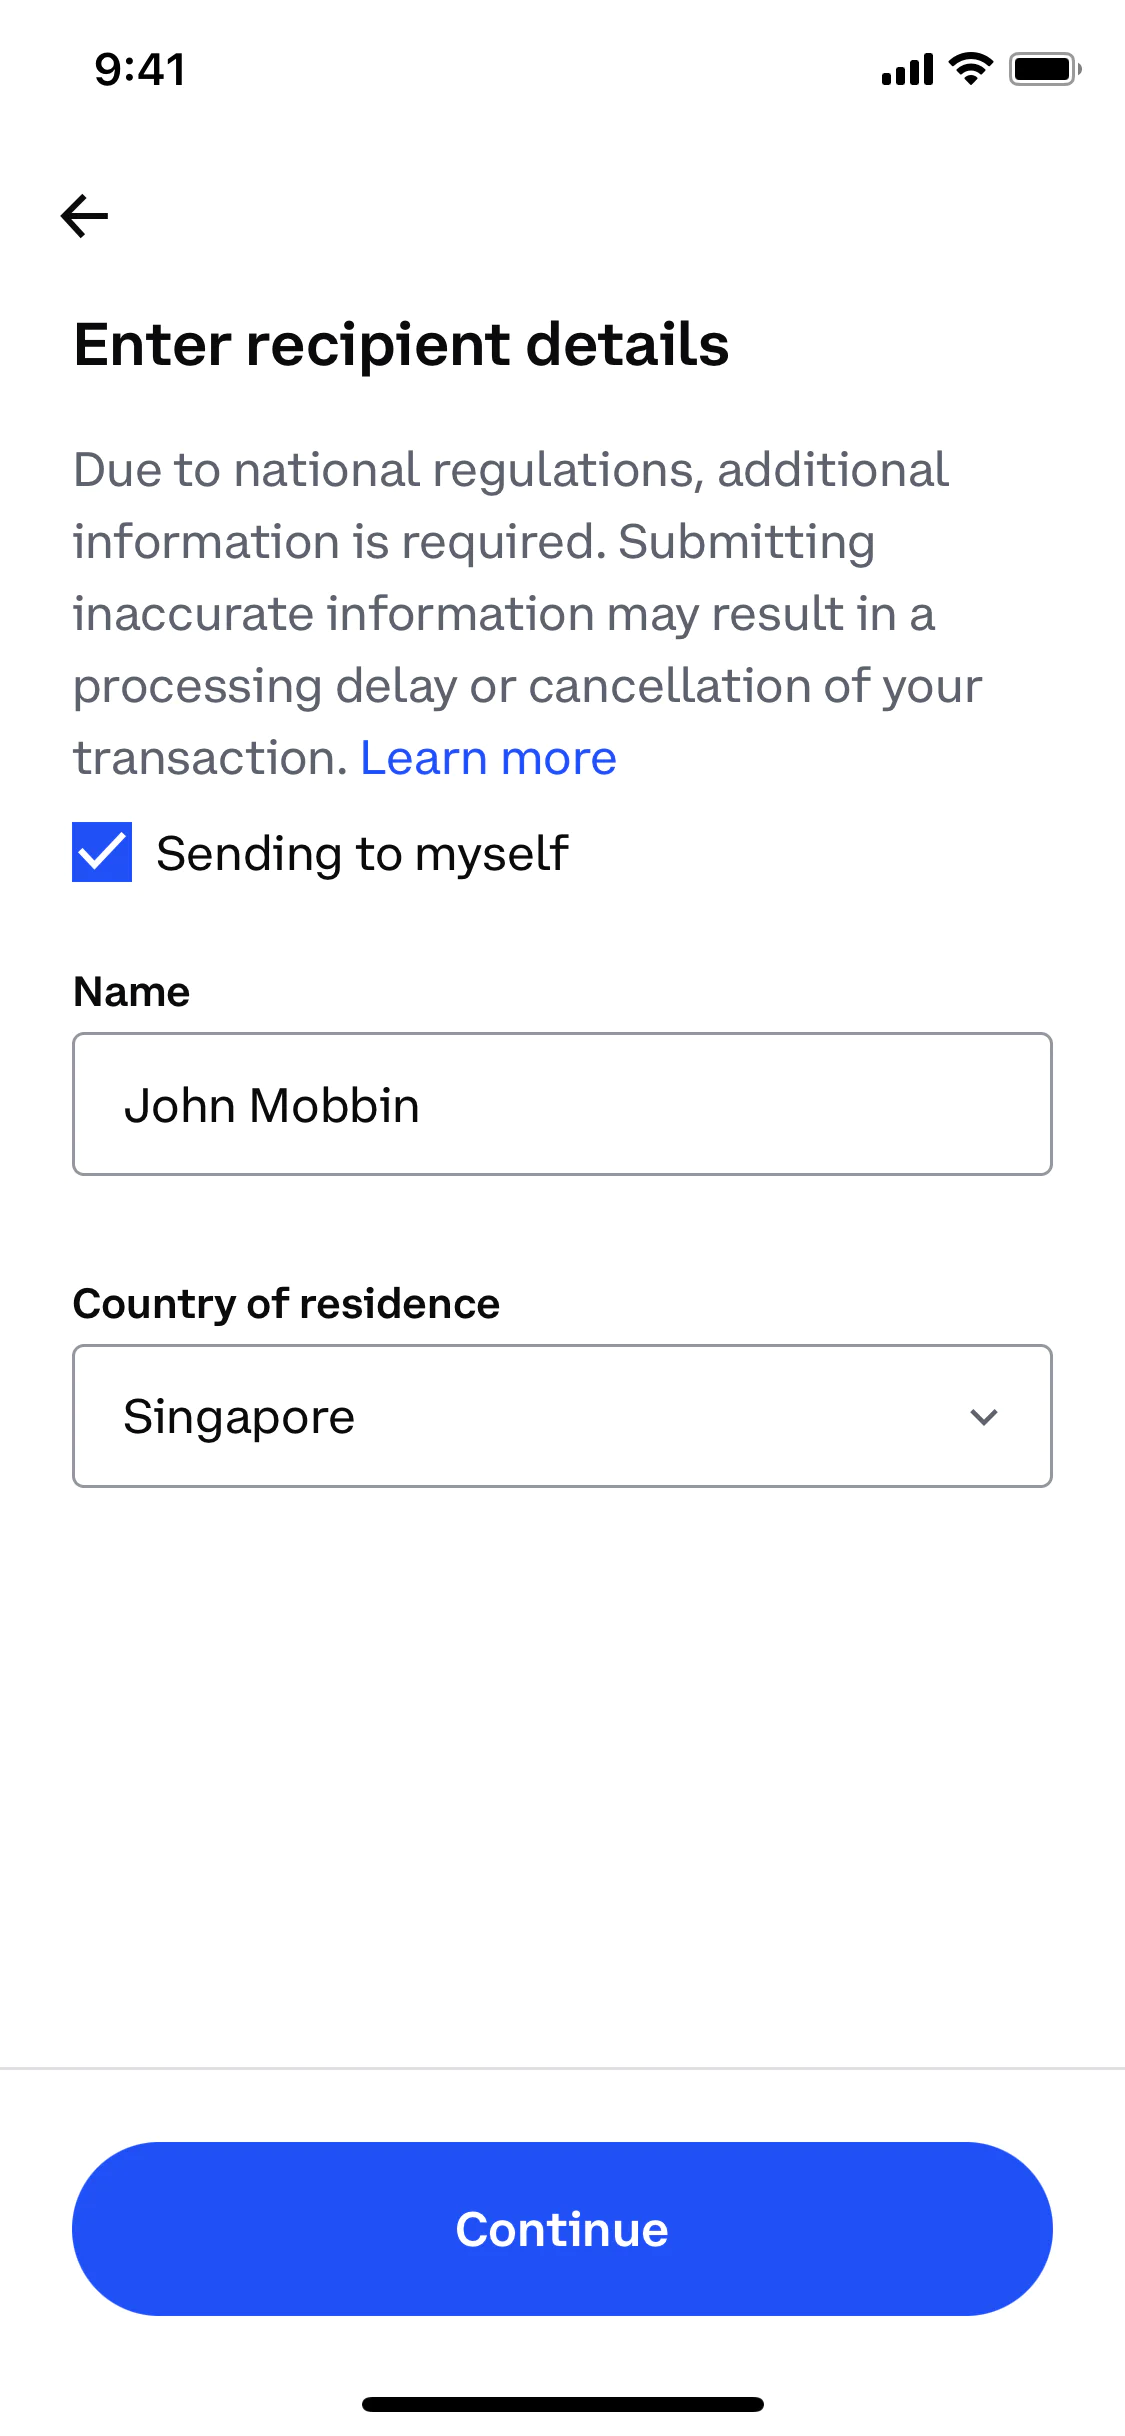 9:41
Enter recipient details
Due to national regulations, additional
information is required. Submitting
inaccurate information may result in a
processing delay or cancellation of your
transaction. Learn more
Sending to myself
Name
John Mobbin
Country of residence
Singapore
Continue